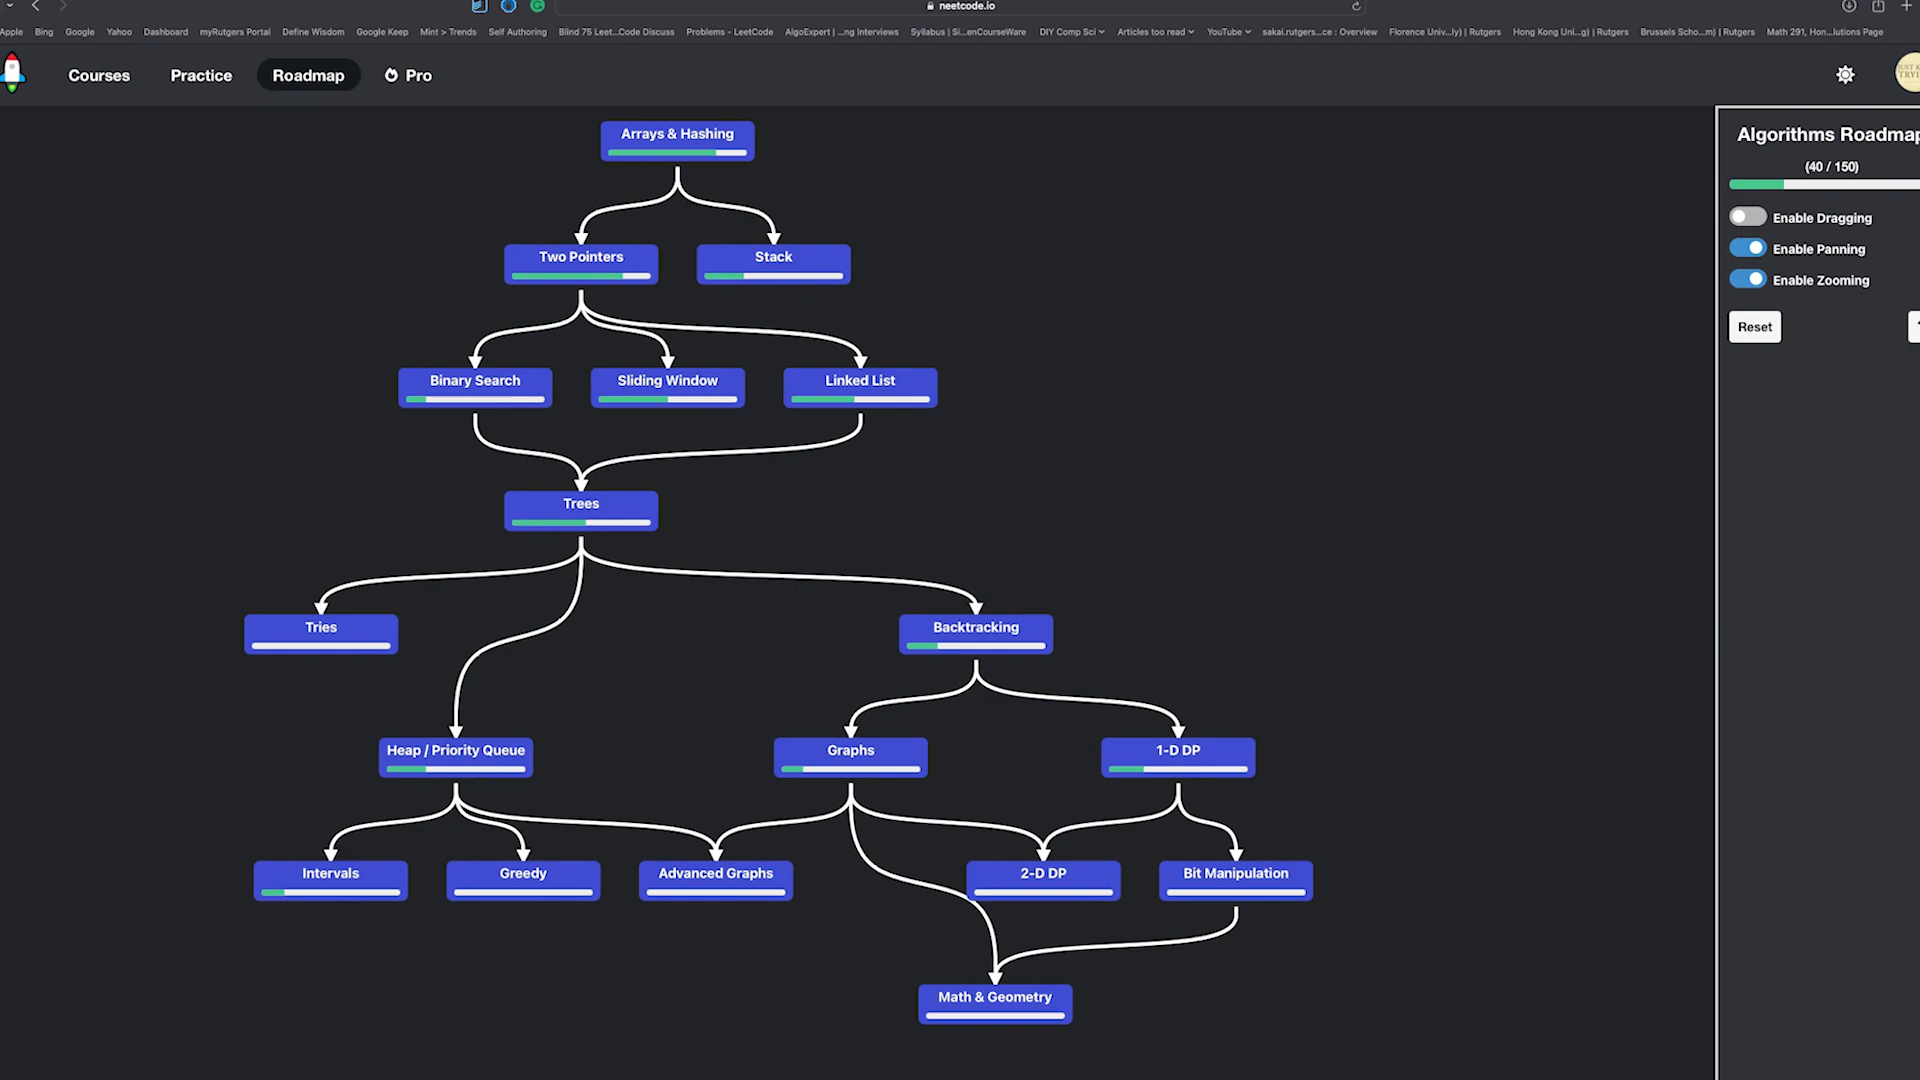 neetcode.io
Apple Bing Google Yahoo Dashboard myRutgers Portal Define Wisdom Google Keep Mint > Trends Self Authoring Blind 75 Leet...Code Discuss Problems - LeetCode AlgoExpert | ...ng Interviews Syllabus | Si...enCourseWare DIY Comp Sci Articles too read YouTube sakai.rutgers...ce : Overview Florence Univ...ly) | Rutgers Hong Kong Uni...g) | Rutgers Brussels Scho...m) | Rutgers Math 291, Hon...lutions Page
Courses Practice Roadmap Pro
Arrays & Hashing
Two Pointers Stack
Binary Search Sliding Window Linked List
Trees
Tries Backtracking
Heap / Priority Queue Graphs 1-D DP
Intervals Greedy Advanced Graphs 2-D DP Bit Manipulation
Math & Geometry
Algorithms Roadmap
(40 / 150)
Enable Dragging
Enable Panning
Enable Zooming
Reset